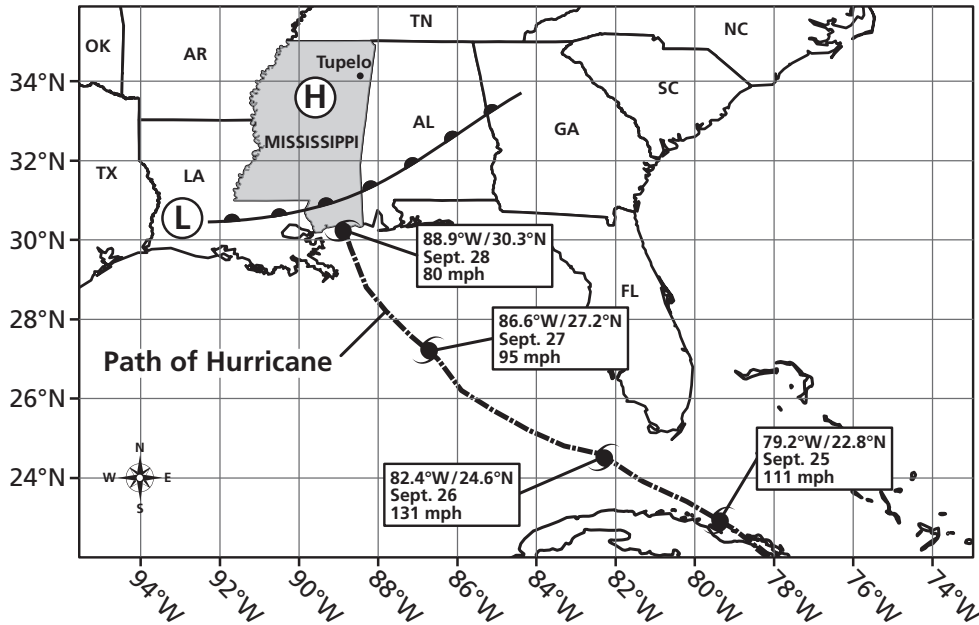 TN
NC
OK
AR
34°N
Tupelo
H
SC
AL
GA
MISSISSIPPI
32°N
TX
LA
L
30°N
88.9°W/30.3°N
Sept. 28
80 mph
FL
28°N
86.6°W/27.2°N
Sept. 27
95 mph
Path of Hurricane
26°N
79.2°W/22.8°N
Sept. 25
111 mph
N
W E
S
24°N
82.4°W/24.6°N
Sept. 26
131 mph
94°W
92°W
90°W
88°W
86°W
84°W
82°W
80°W
78°W
76°W
74°W